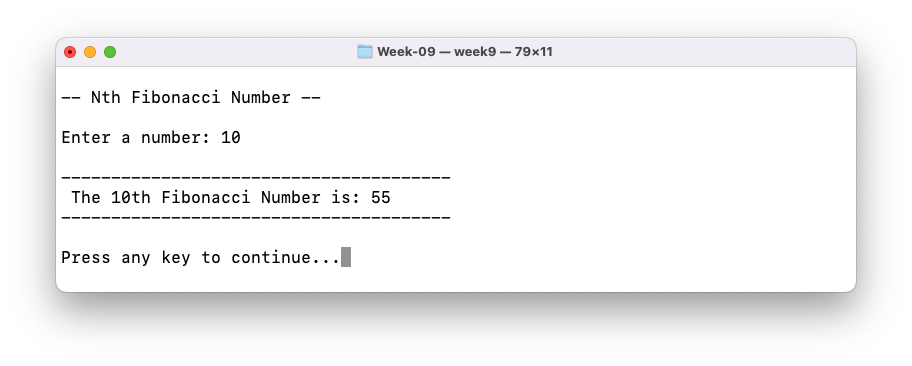 Week-09 — week9 — 79×11
-- Nth Fibonacci Number --
Enter a number: 10
---------------------------------------
The 10th Fibonacci Number is: 55
---------------------------------------
Press any key to continue...